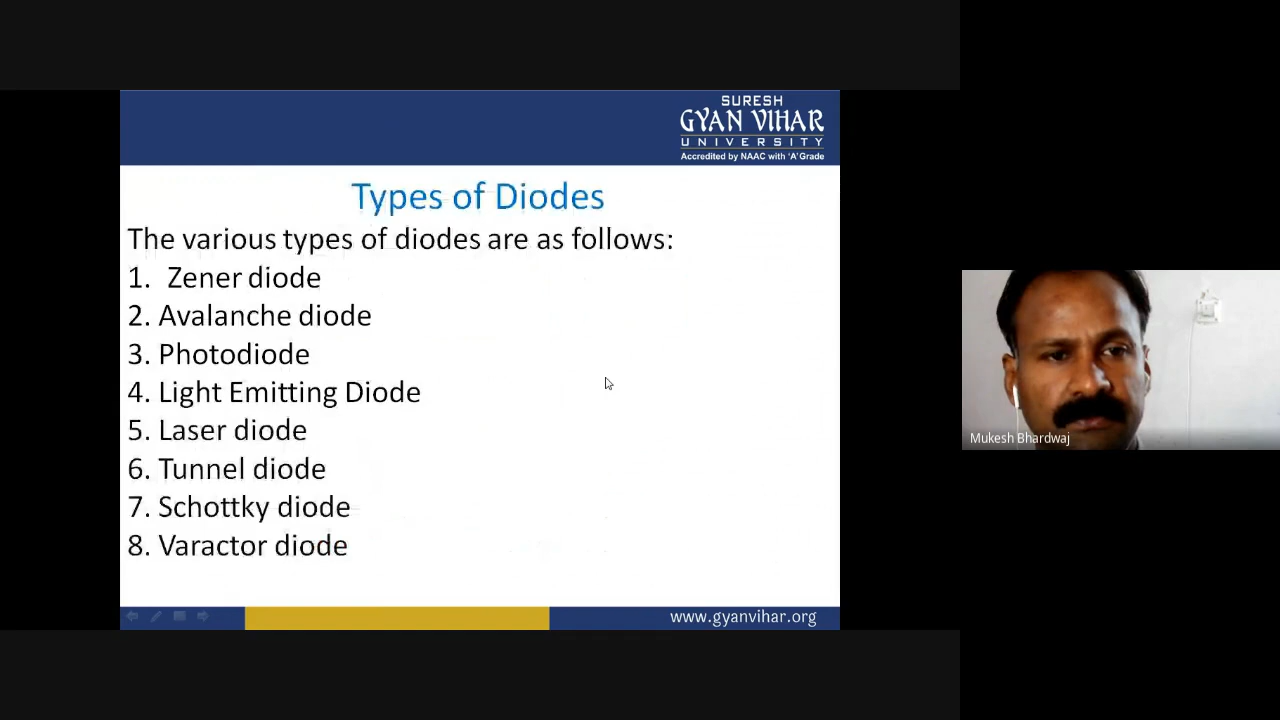 SURESH
GYAN VIHAR
UNIVERSITY
Accredited by NAAC with 'A' Grade
Types of Diodes
The various types of diodes are as follows:
1. Zener diode
2. Avalanche diode
3. Photodiode
4. Light Emitting Diode
5. Laser diode
6. Tunnel diode
7. Schottky diode
8. Varactor diode
www.gyanvihar.org
Mukesh Bhardwaj